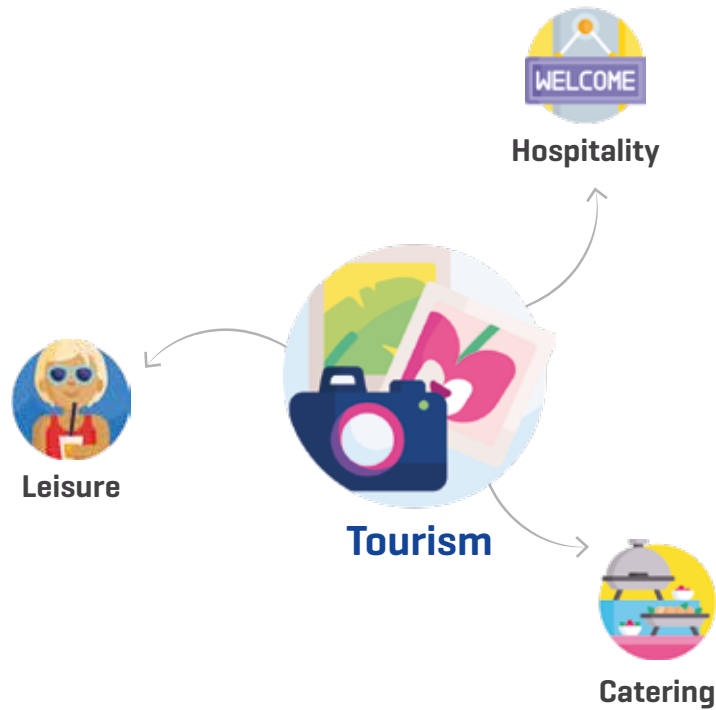 WELCOME
Hospitality
Leisure
Tourism
Catering